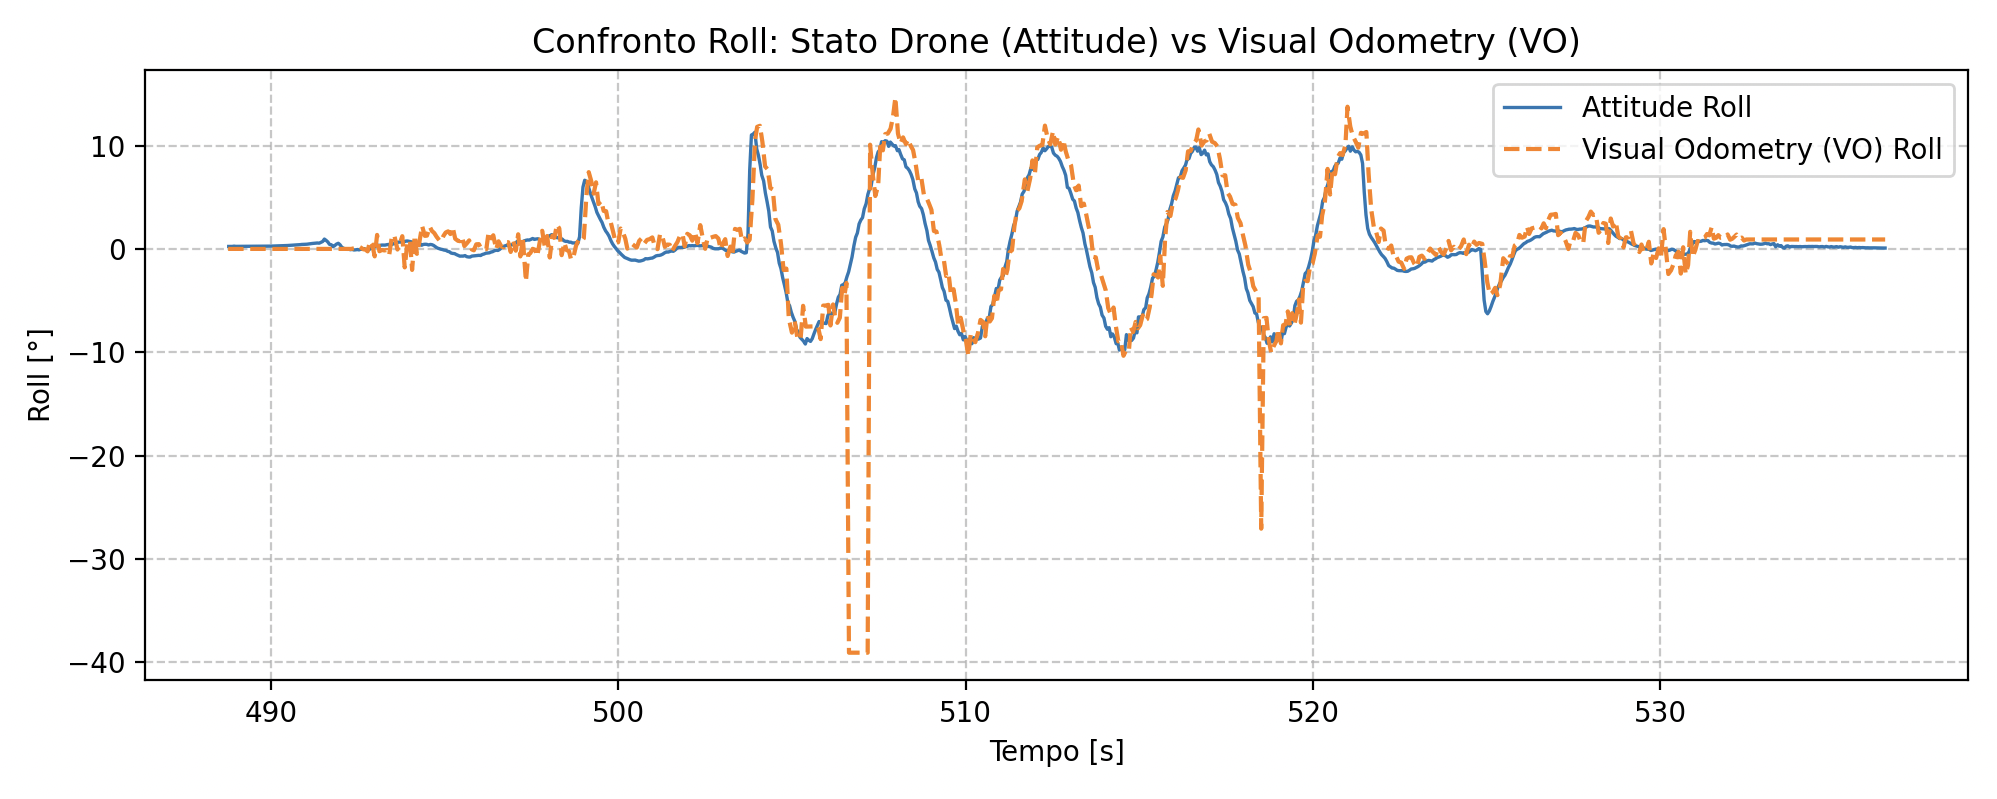 Confronto Roll: Stato Drone (Attitude) vs Visual Odometry (VO)
Attitude Roll
Visual Odometry (VO) Roll
Roll [°]
10
0
−10
−20
−30
−40
490
500
510
520
530
Tempo [s]